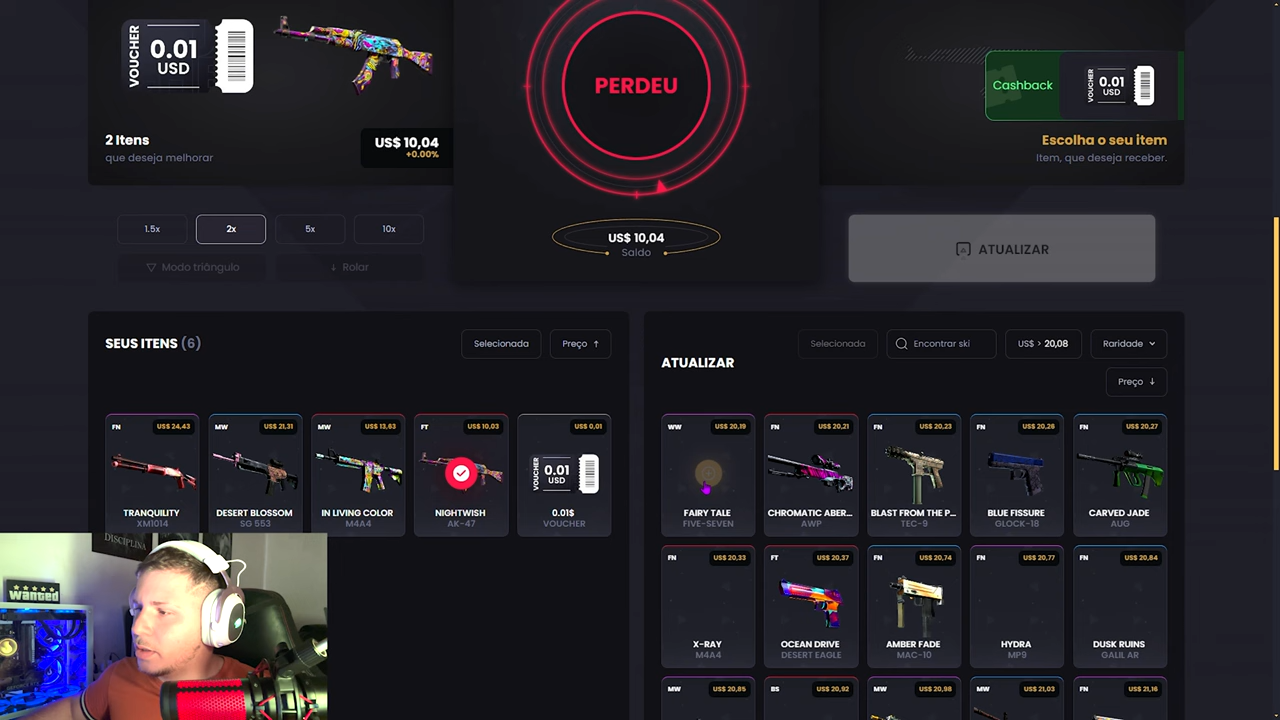 VOUCHER
0.01
USD
2 Itens
que deseja melhorar
US$ 10,04
+0.00%
PERDEU
US$ 10,04
Saldo
Cashback
VOUCHER
0.01
USD
Escolha o seu item
Item, que deseja receber.
1.5x
2x
5x
10x
Modo triângulo
Rolar
ATUALIZAR
SEUS ITENS (6)
Selecionada
Preço ↑
FN
US$ 24,43
TRANQUILITY
XM1014
MW
US$ 21,31
DESERT BLOSSOM
SG 553
MW
US$ 13,63
IN LIVING COLOR
M4A4
FT
US$ 10,03
NIGHTWISH
AK-47
US$ 0,01
VOUCHER
0.01
USD
0.01$
VOUCHER
ATUALIZAR
Selecionada
Encontrar ski
US$ > 20,08
Raridade
Preço ↓
WW
US$ 20,19
FAIRY TALE
FIVE-SEVEN
FN
US$ 20,21
CHROMATIC ABER...
AWP
FN
US$ 20,23
BLAST FROM THE P...
TEC-9
FN
US$ 20,26
BLUE FISSURE
GLOCK-18
FN
US$ 20,27
CARVED JADE
AUG
FN
US$ 20,33
X-RAY
M4A4
FT
US$ 20,37
OCEAN DRIVE
DESERT EAGLE
FN
US$ 20,74
AMBER FADE
MAC-10
FN
US$ 20,77
HYDRA
MP9
FN
US$ 20,84
DUSK RUINS
GALIL AR
MW
US$ 20,85
BS
US$ 20,92
MW
US$ 20,98
MW
US$ 21,03
FN
US$ 21,16
DISCIPLINA
Wanted